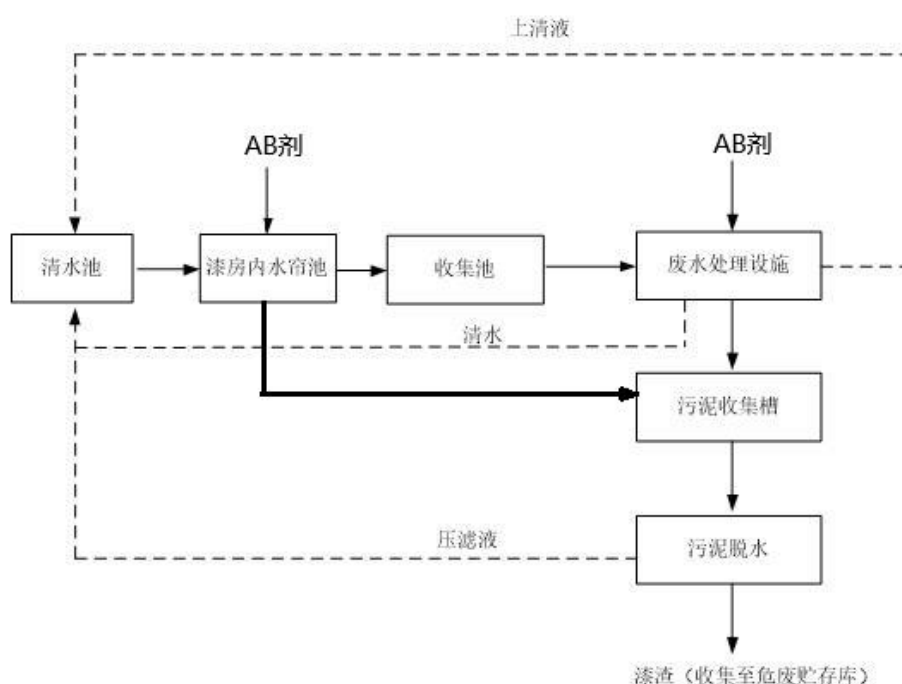 上清液
AB剂
AB剂
清水池
漆房内水帘池
收集池
废水处理设施
清水
污泥收集槽
压滤液
污泥脱水
漆渣（收集至危废贮存库）